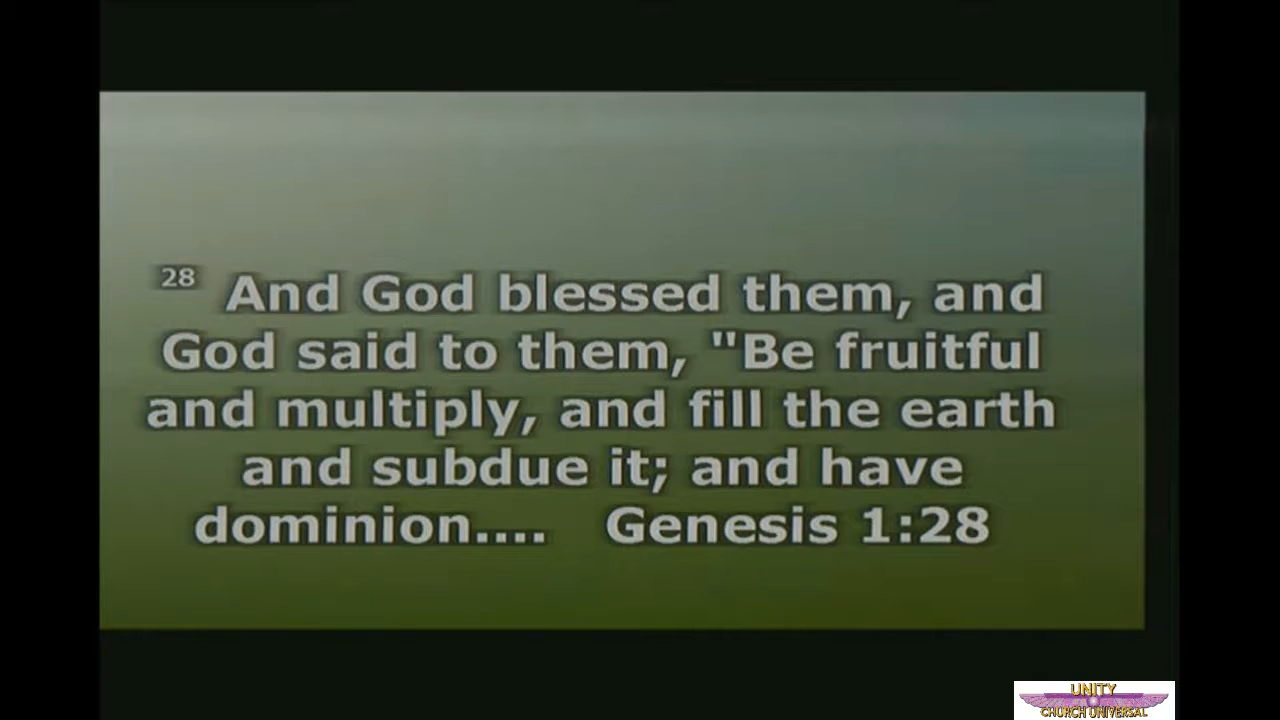 28 And God blessed them, and
God said to them, "Be fruitful
and multiply, and fill the earth
and subdue it; and have
dominion.... Genesis 1:28
UNITY
CHURCH UNIVERSAL